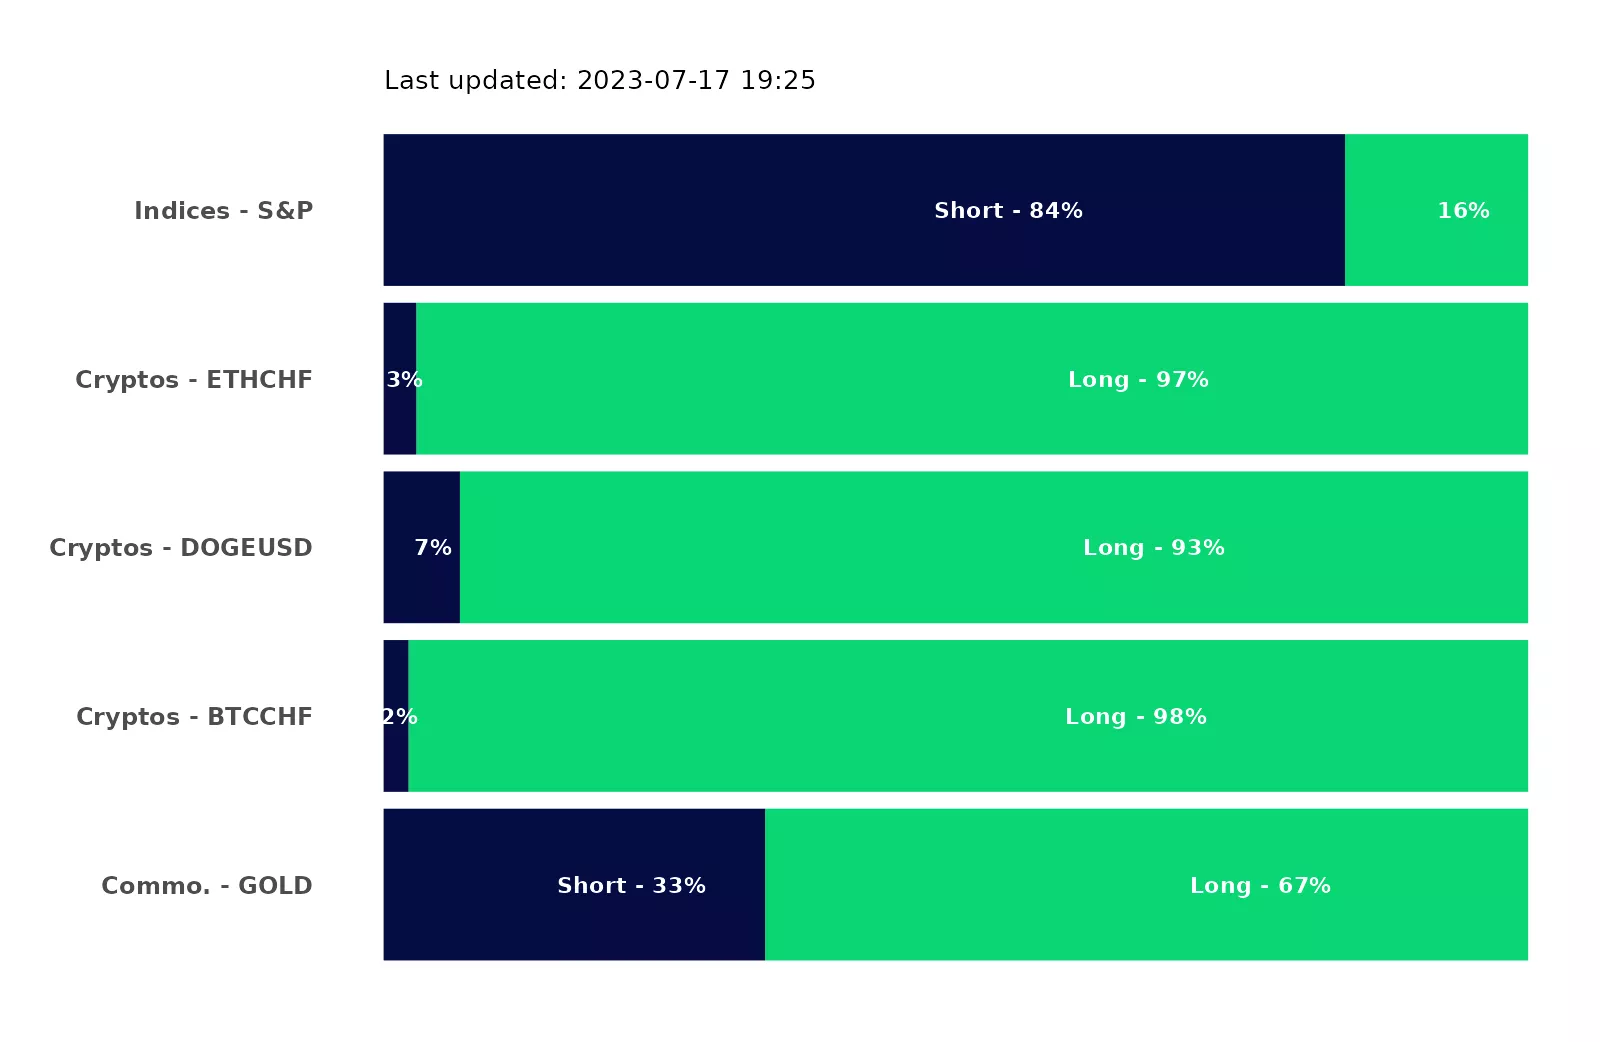 Last updated: 2023-07-17 19:25
Indices - S&P
Short - 84%
16%
Cryptos - ETHCHF
3%
Long - 97%
Cryptos - DOGEUSD
7%
Long - 93%
Cryptos - BTCCHF
2%
Long - 98%
Commo. - GOLD
Short - 33%
Long - 67%